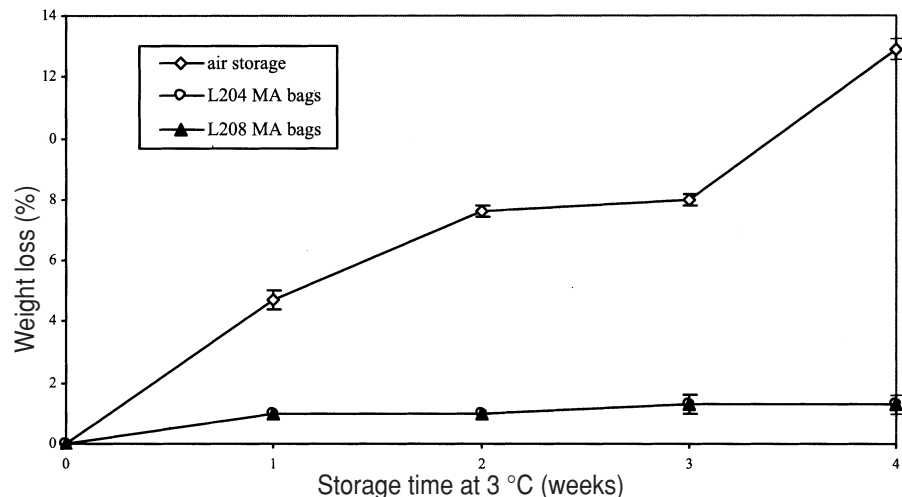 14
12
0
8
6
4
2
0
Weight loss (%)
air storage
L204 MA bags
L208 MA bags
0 1 2 3 4
Storage time at 3 °C (weeks)